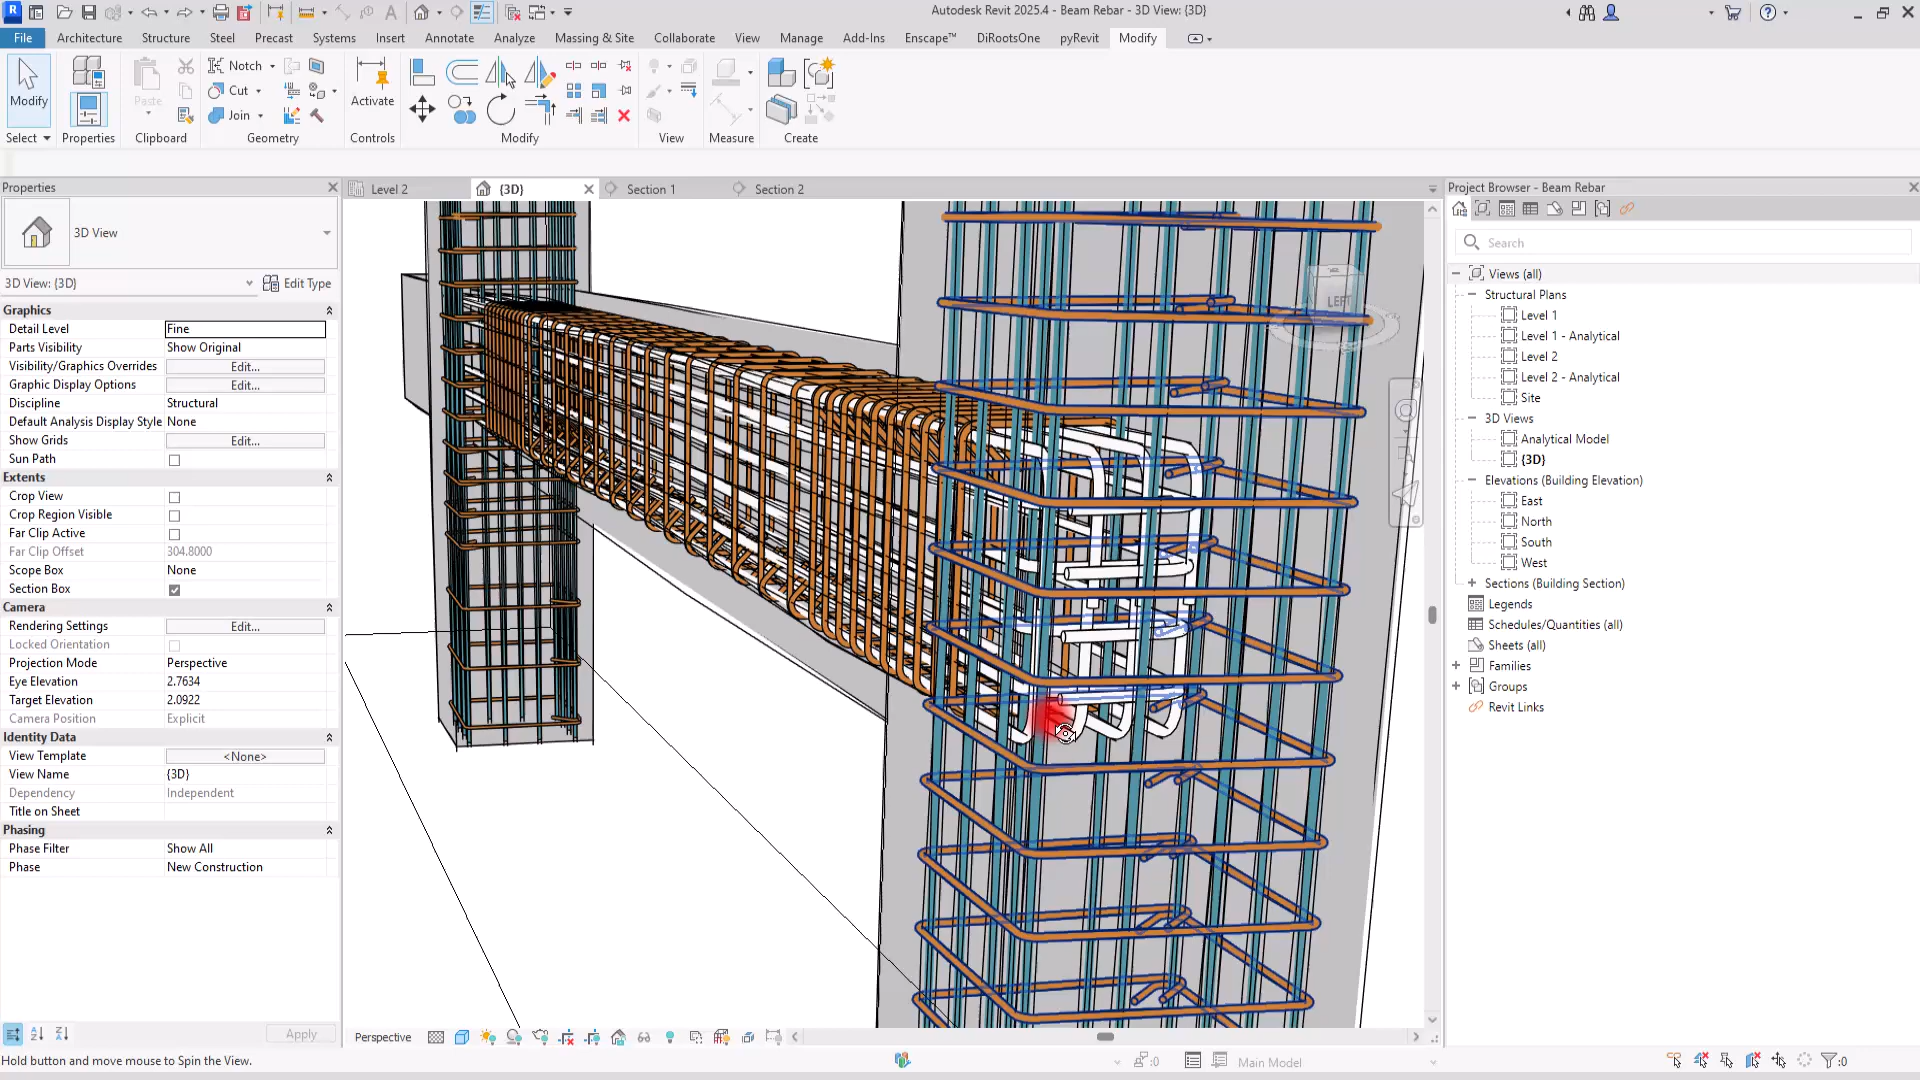 Autodesk Revit 2025.4 - Beam Rebar - 3D View: {3D}
File Architecture Structure Steel Precast Systems Insert Annotate Analyze Massing & Site Collaborate View Manage Add-Ins Enscape™ DiRootsOne pyRevit Modify
Modify Paste Notch Cut Join Activate
Select Properties Clipboard Geometry Controls Modify View Measure Create
Properties
Level 2 {3D} Section 1 Section 2
3D View
3D View: {3D} Edit Type
Graphics
Detail Level Fine
Parts Visibility Show Original
Visibility/Graphics Overrides Edit...
Graphic Display Options Edit...
Discipline Structural
Default Analysis Display Style None
Show Grids Edit...
Sun Path
Extents
Crop View
Crop Region Visible
Far Clip Active
Far Clip Offset 304.8000
Scope Box None
Section Box
Camera
Rendering Settings Edit...
Locked Orientation
Projection Mode Perspective
Eye Elevation 2.7634
Target Elevation 2.0922
Camera Position Explicit
Identity Data
View Template <None>
View Name {3D}
Dependency Independent
Title on Sheet
Phasing
Phase Filter Show All
Phase New Construction
Apply
LEFT
Project Browser - Beam Rebar
Search
Views (all)
Structural Plans
Level 1
Level 1 - Analytical
Level 2
Level 2 - Analytical
Site
3D Views
Analytical Model
{3D}
Elevations (Building Elevation)
East
North
South
West
Sections (Building Section)
Legends
Schedules/Quantities (all)
Sheets (all)
Families
Groups
Revit Links
Perspective
Hold button and move mouse to Spin the View.
:0
Main Model
:0